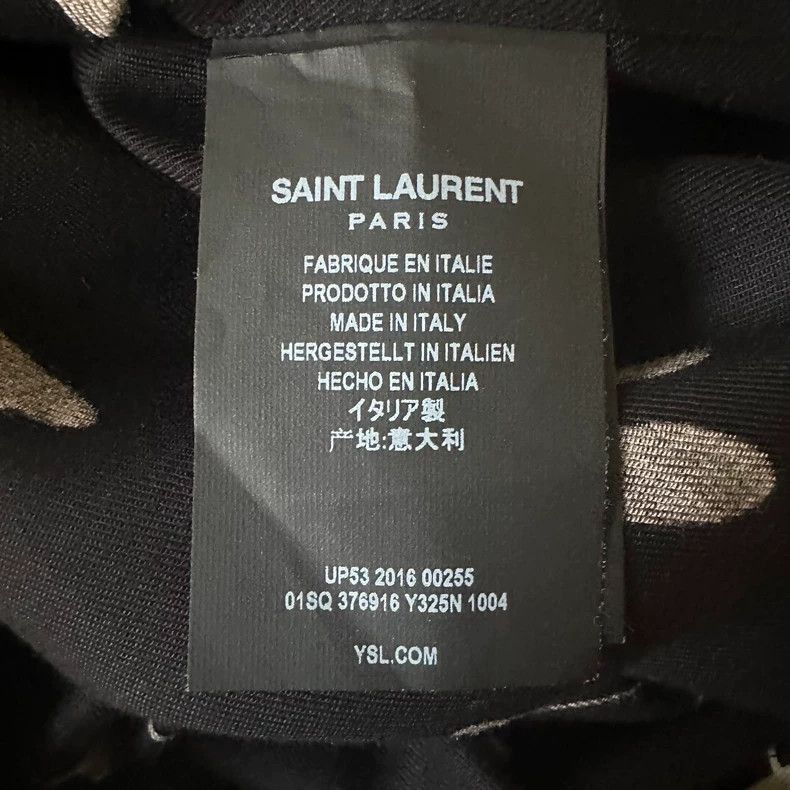 SAINT LAURENT
PARIS
FABRIQUE EN ITALIE
PRODOTTO IN ITALIA
MADE IN ITALY
HERGESTELLT IN ITALIEN
HECHO EN ITALIA
イタリア製
产地:意大利
UP53 2016 00255
01SQ 376916 Y325N 1004
YSL.COM